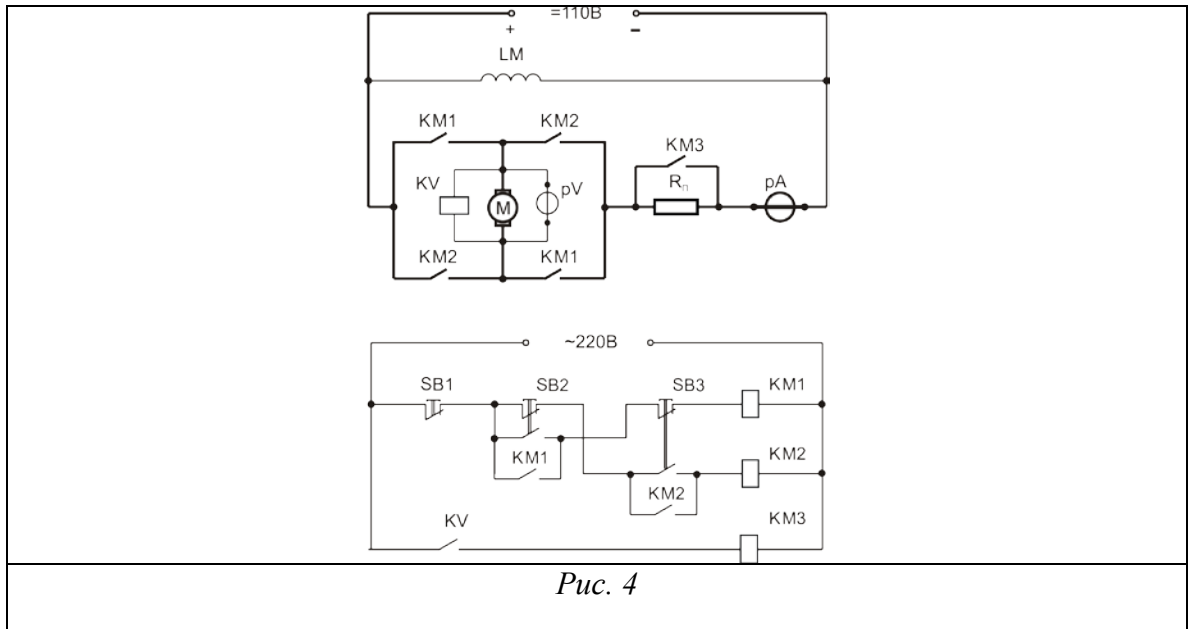 =110В
+ −
LM
KM1 KM2
KM3
KV M pV Rп pA
KM2 KM1
~220В
SB1 SB2 SB3 KM1
KM1 KM2
KM2
KV KM3
Рис. 4